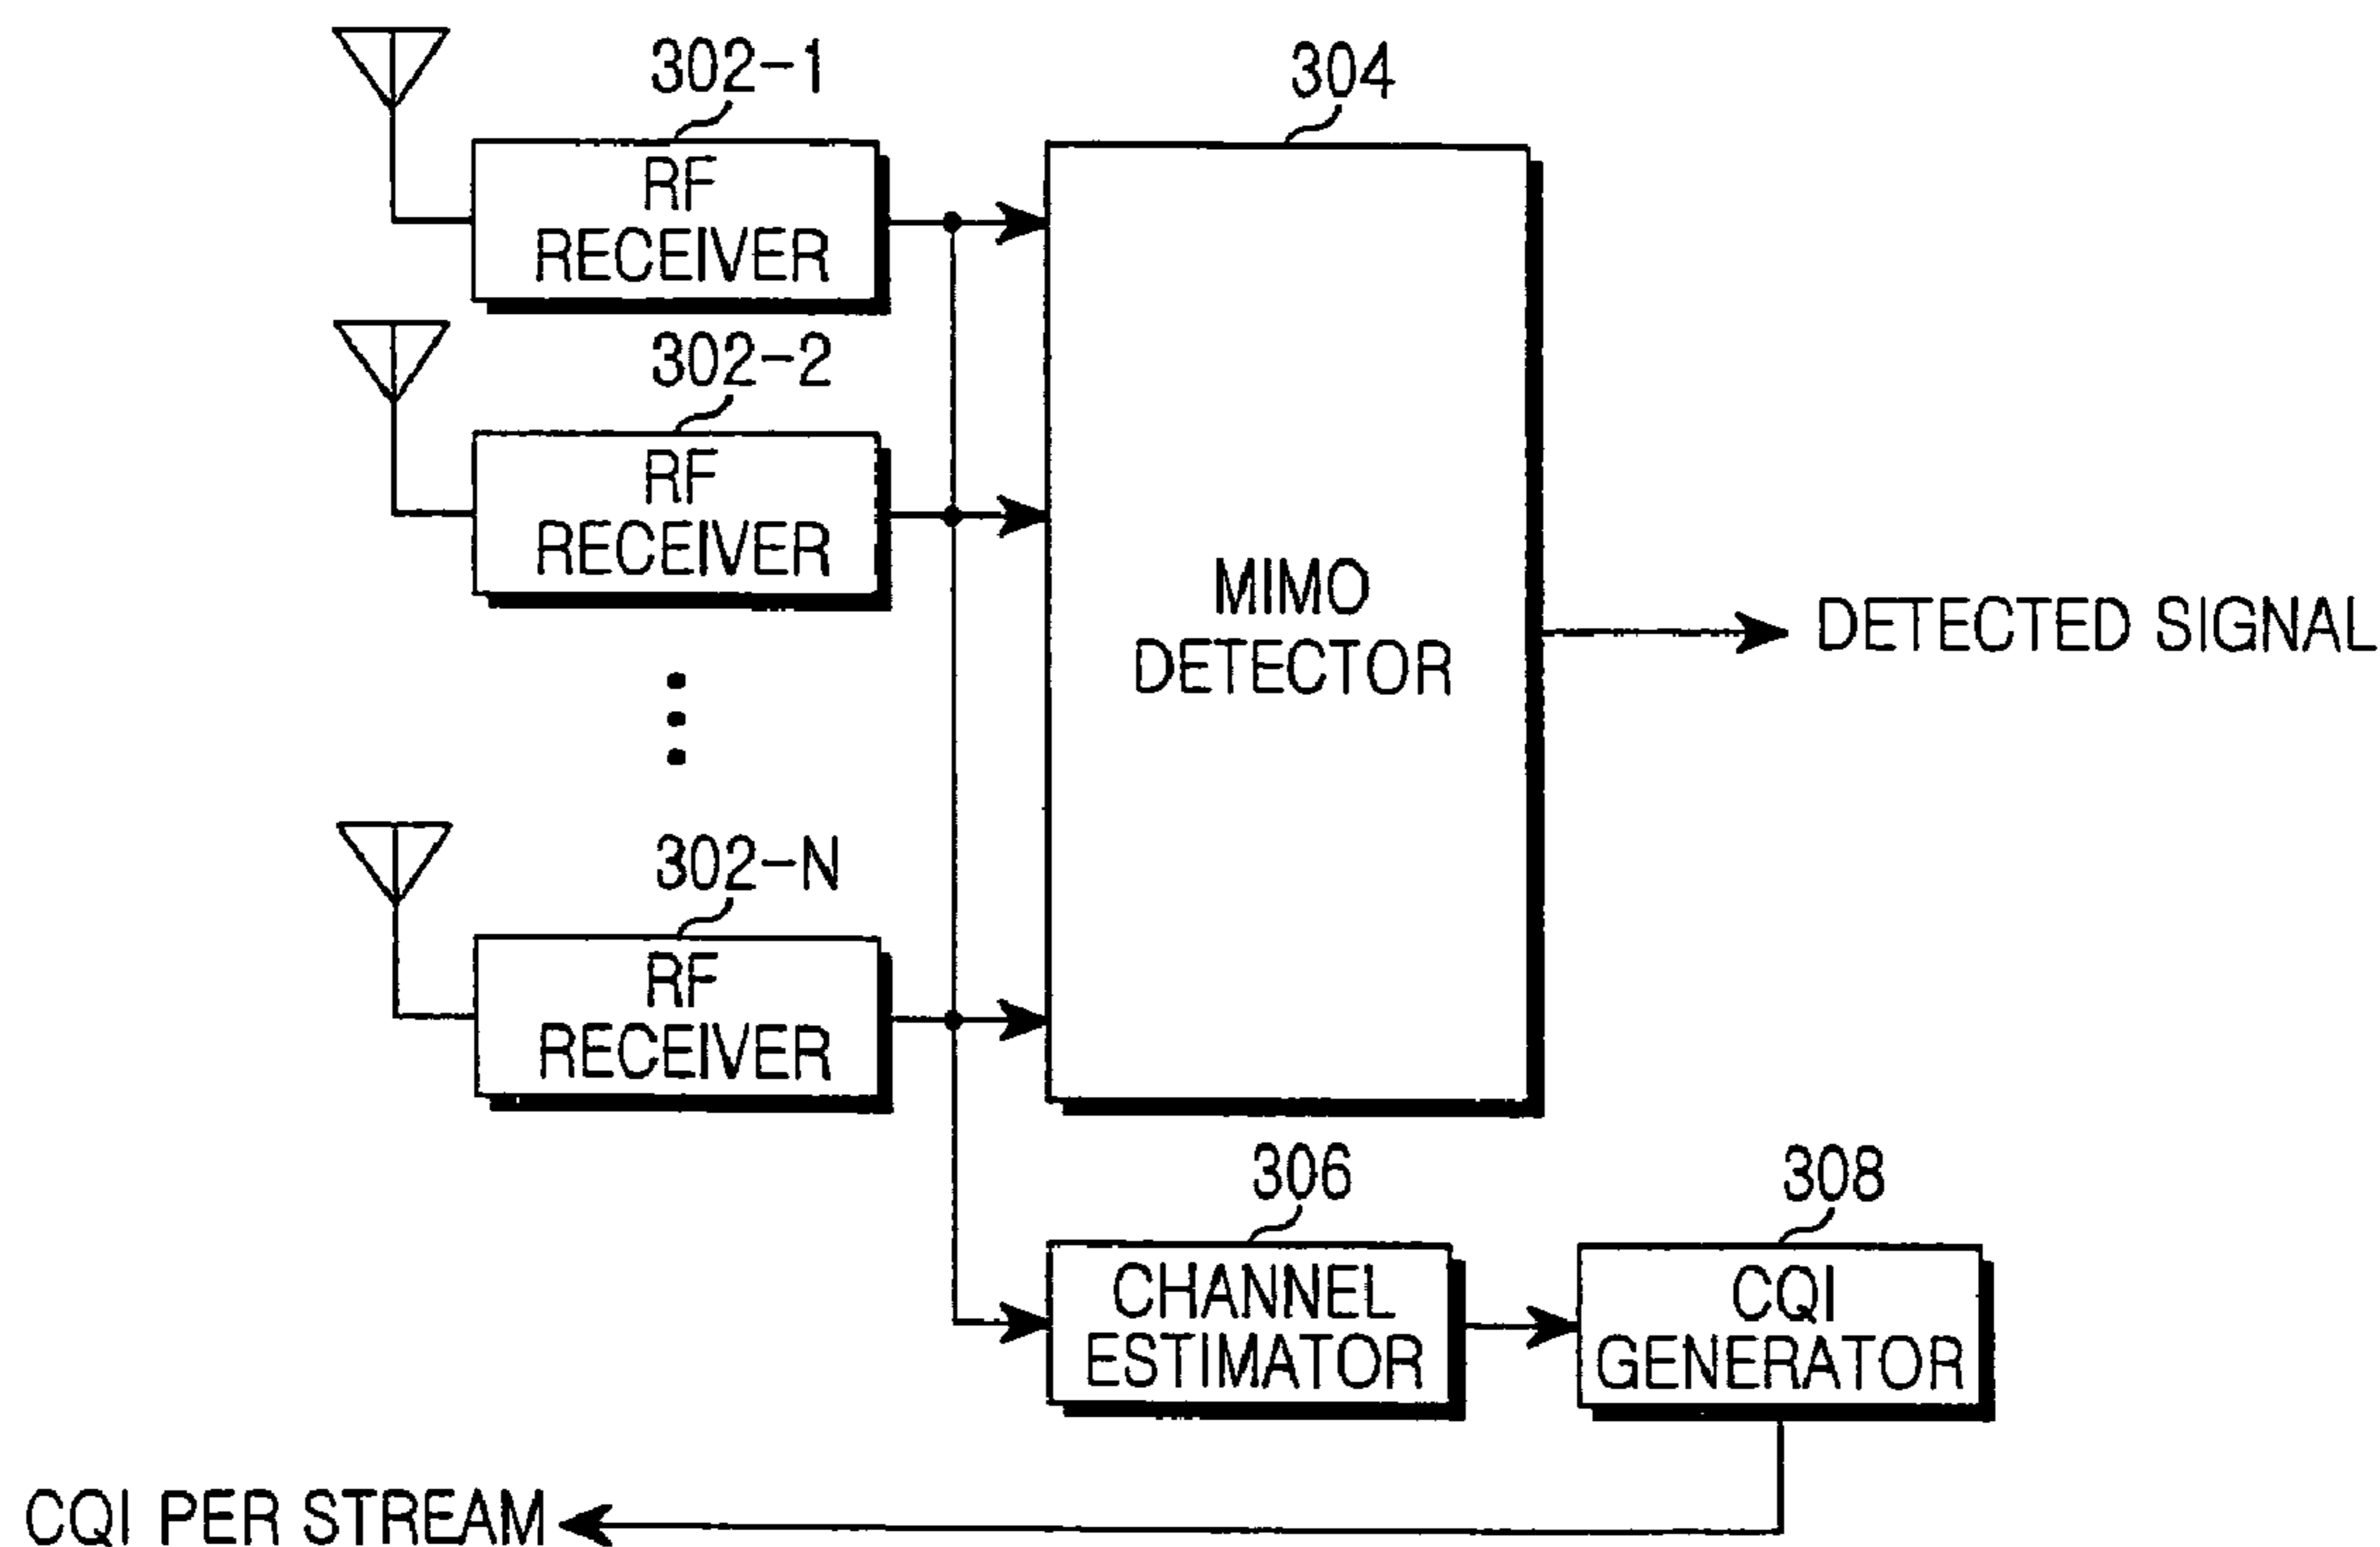 302-1
304
RF
RECEIVER
302-2
RF
RECEIVER
MIMO
DETECTOR
DETECTED SIGNAL
302-N
RF
RECEIVER
306
308
CHANNEL
ESTIMATOR
CQI
GENERATOR
CQI PER STREAM